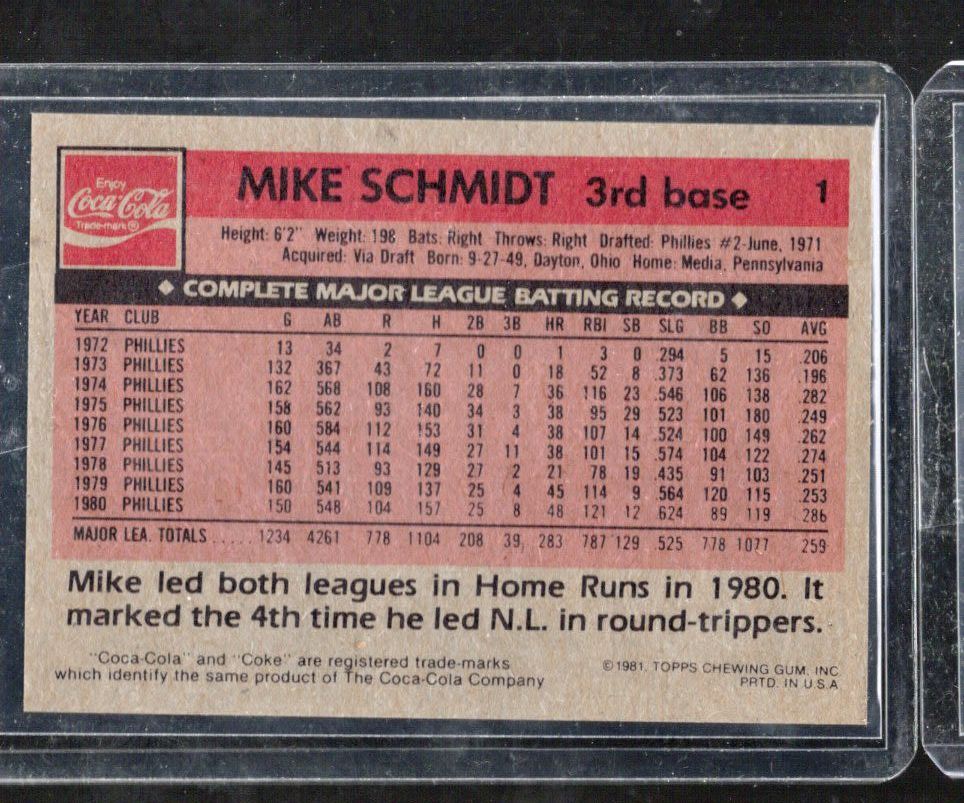 Enjoy
Coca-Cola
Trade-mark ®
MIKE SCHMIDT 3rd base 1
Height: 6'2" Weight: 198 Bats: Right Throws: Right Drafted: Phillies #2-June, 1971
Acquired: Via Draft Born: 9-27-49, Dayton, Ohio Home: Media, Pennsylvania
◆ COMPLETE MAJOR LEAGUE BATTING RECORD ◆
YEAR CLUB G AB R H 2B 3B HR RBI SB SLG BB SO AVG
1972 PHILLIES 13 34 2 7 0 0 1 3 0 .294 5 15 .206
1973 PHILLIES 132 367 43 72 11 0 18 52 8 .373 62 136 .196
1974 PHILLIES 162 568 108 160 28 7 36 116 23 .546 106 138 .282
1975 PHILLIES 158 562 93 140 34 3 38 95 29 .523 101 180 .249
1976 PHILLIES 160 584 112 153 31 4 38 107 14 .524 100 149 .262
1977 PHILLIES 154 544 114 149 27 11 38 101 15 .574 104 122 .274
1978 PHILLIES 145 513 93 129 27 2 21 78 19 .435 91 103 .251
1979 PHILLIES 160 541 109 137 25 4 45 114 9 .564 120 115 .253
1980 PHILLIES 150 548 104 157 25 8 48 121 12 .624 89 119 .286
MAJOR LEA. TOTALS ..... 1234 4261 778 1104 208 39 283 787 129 .525 778 1077 .259
Mike led both leagues in Home Runs in 1980. It
marked the 4th time he led N.L. in round-trippers.
"Coca-Cola" and "Coke" are registered trade-marks
which identify the same product of The Coca-Cola Company
©1981, TOPPS CHEWING GUM, INC
PRTD. IN U.S.A.